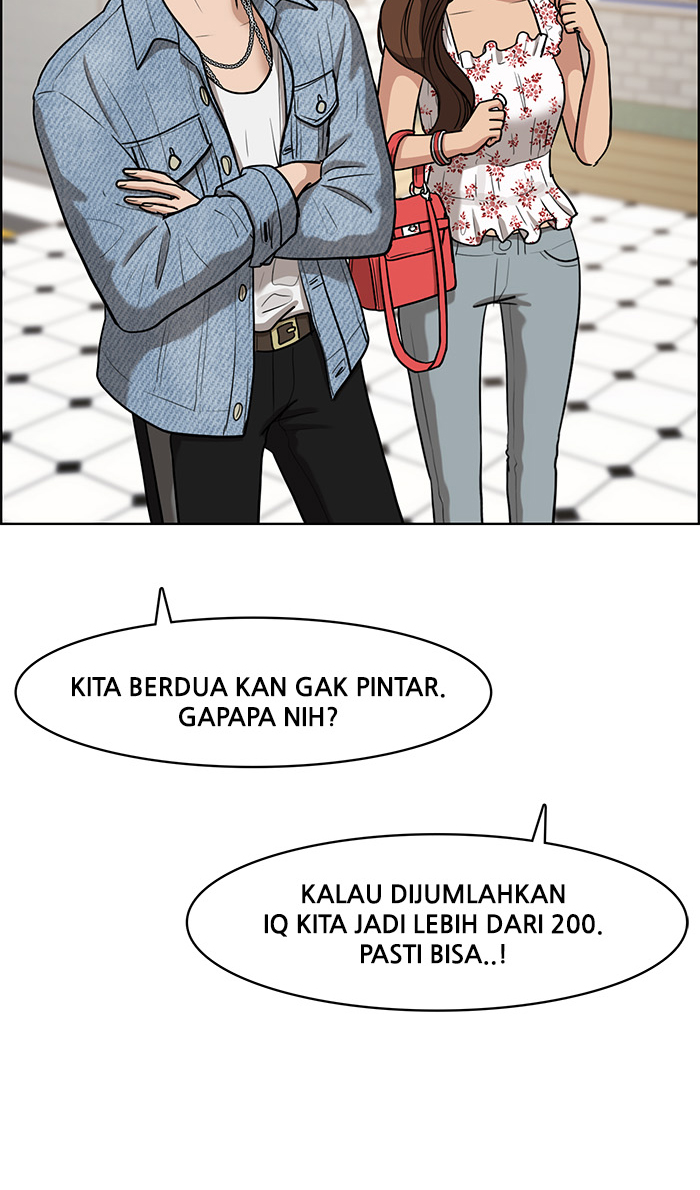 KITA BERDUA KAN GAK PINTAR.
GAPAPA NIH?
KALAU DIJUMLAHKAN
IQ KITA JADI LEBIH DARI 200.
PASTI BISA..!